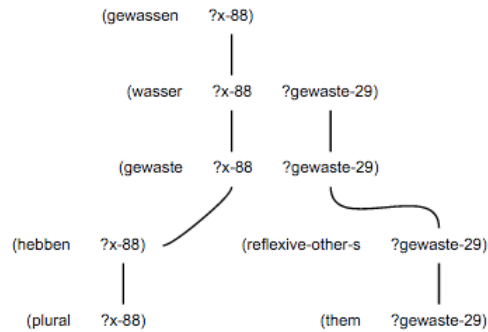 (gewassen ?x-88)
(wasser ?x-88 ?gewaste-29)
(gewaste ?x-88 ?gewaste-29)
(hebben ?x-88) (reflexive-other-s ?gewaste-29)
(plural ?x-88) (them ?gewaste-29)